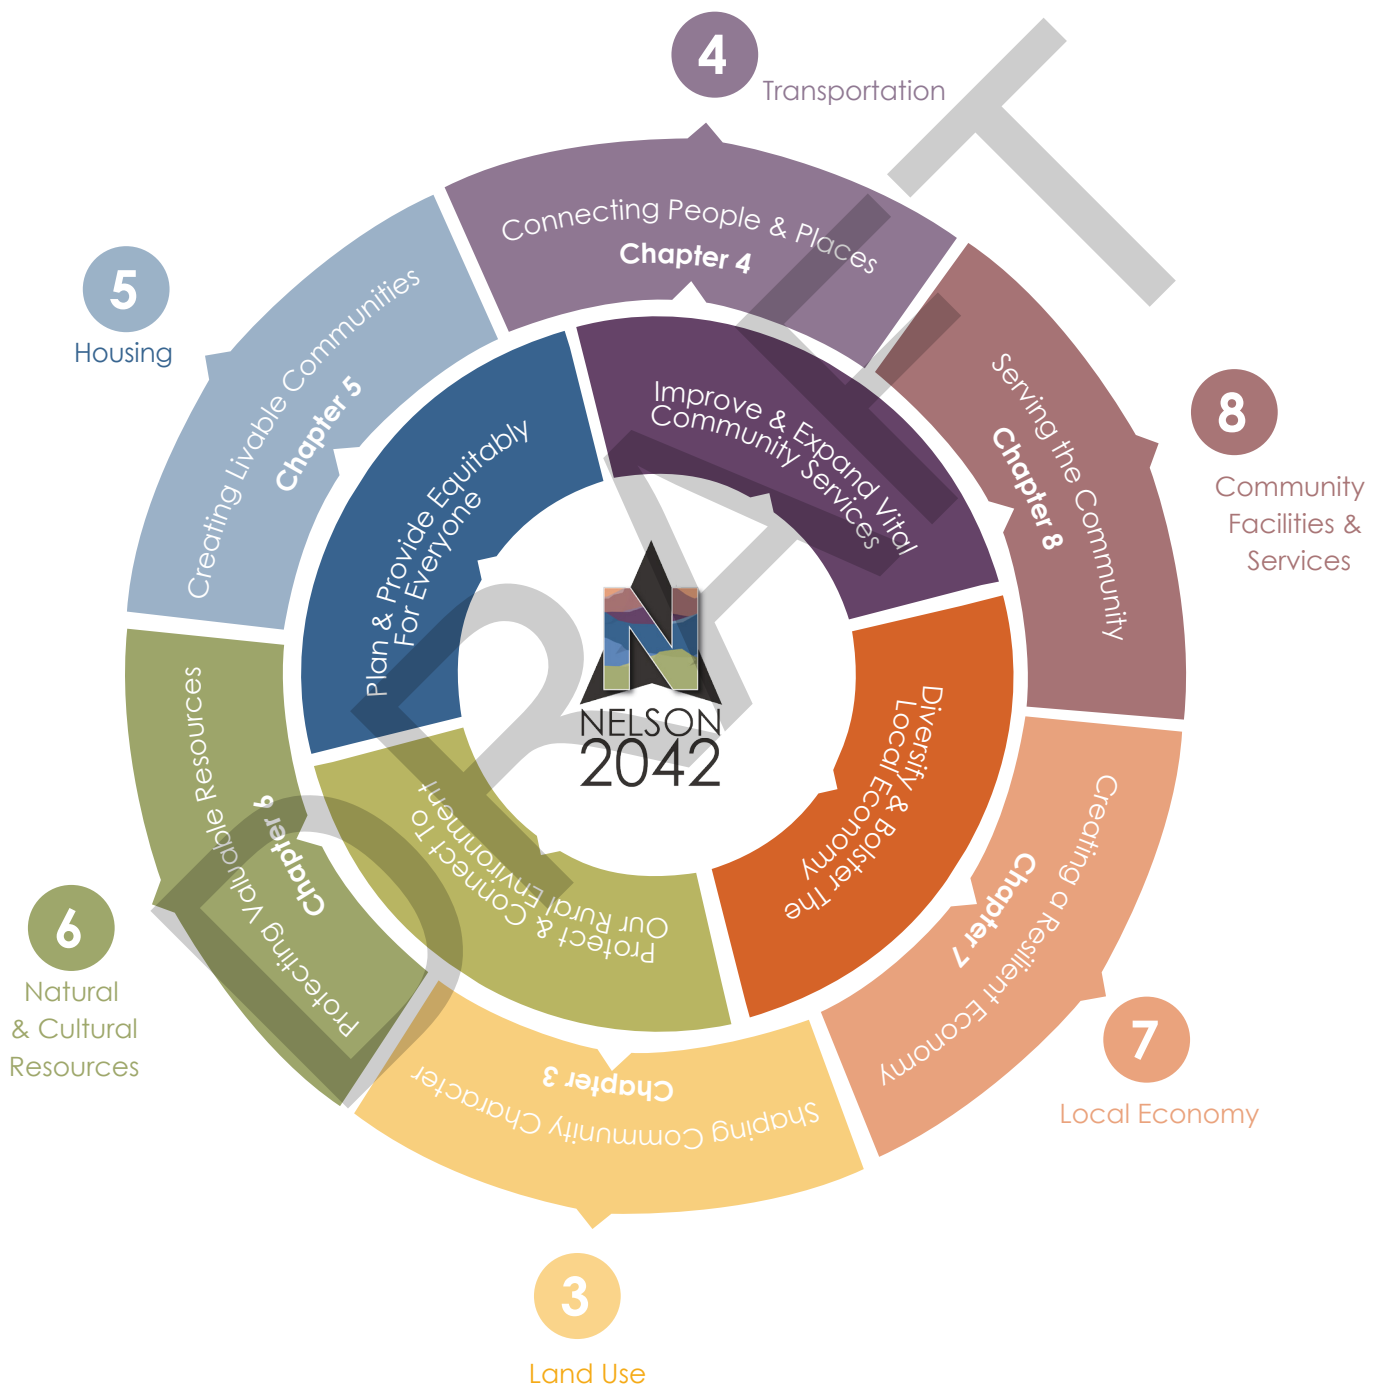 4
Transportation
Connecting People & Places
Chapter 4
5
Housing
Creating Livable Communities
Chapter 5
8
Community
Facilities &
Services
Serving the Community
Chapter 8
Improve & Expand Vital
Community Services
Plan & Provide Equitably
For Everyone
Diversify & Bolster The
Local Economy
Protect & Connect To
Our Rural Environment
N
NELSON
2042
6
Natural
& Cultural
Resources
Protecting Valuable Resources
Chapter 6
7
Local Economy
Creating a Resilient Economy
Chapter 7
Chapter 3
Shaping Community Character
3
Land Use
DRAFT